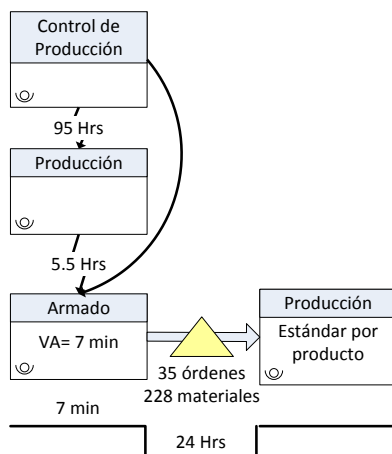 Control de
Producción
95 Hrs
Producción
5.5 Hrs
Armado
VA= 7 min
Producción
Estándar por
producto
35 órdenes
228 materiales
7 min
24 Hrs